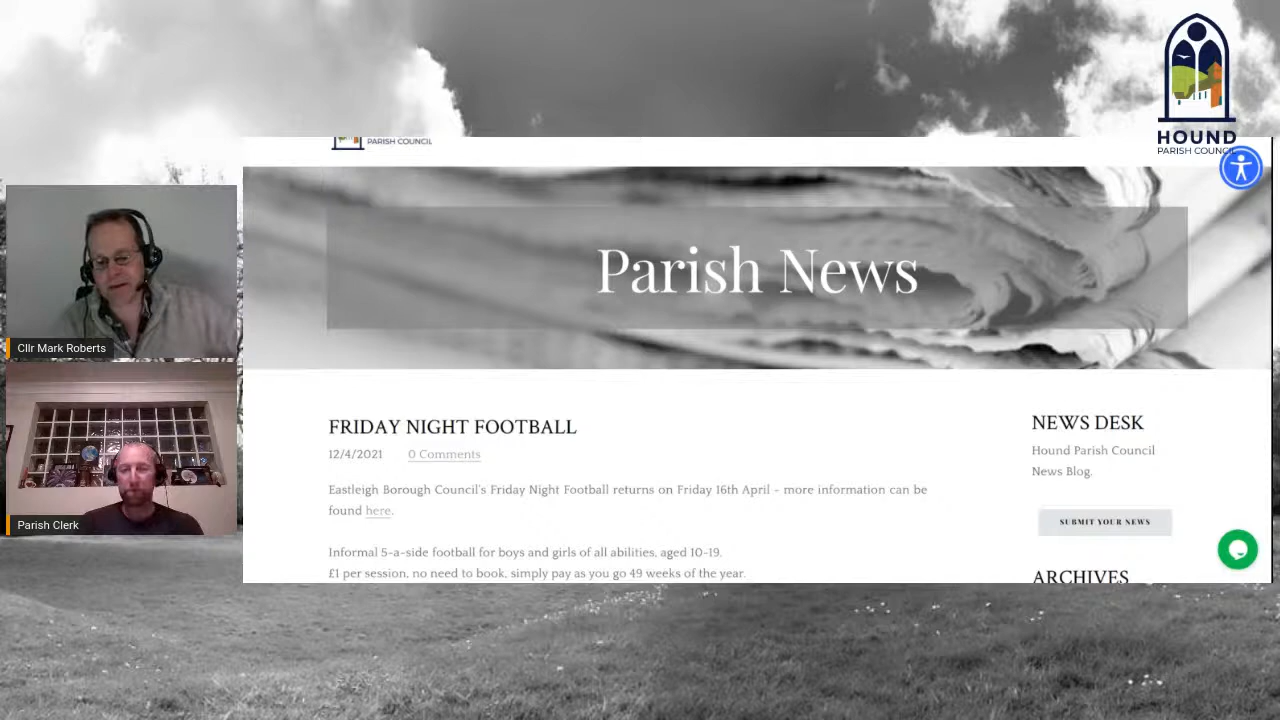 HOUND
PARISH COUNCIL
PARISH COUNCIL
Parish News
Cllr Mark Roberts
Parish Clerk
FRIDAY NIGHT FOOTBALL
12/4/2021 0 Comments
Eastleigh Borough Council's Friday Night Football returns on Friday 16th April - more information can be
found here.
Informal 5-a-side football for boys and girls of all abilities, aged 10-19.
£1 per session, no need to book, simply pay as you go 49 weeks of the year.
NEWS DESK
Hound Parish Council
News Blog.
SUBMIT YOUR NEWS
ARCHIVES